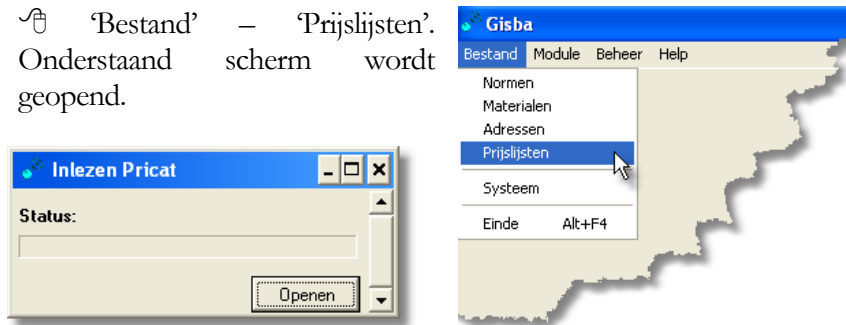 ‘Bestand’ – ‘Prijslijsten’.
Onderstaand scherm wordt
geopend.
Inlezen Pricat
Status:
Openen
Gisba
Bestand Module Beheer Help
Normen
Materialen
Adressen
Prijslijsten
Systeem
Einde Alt+F4